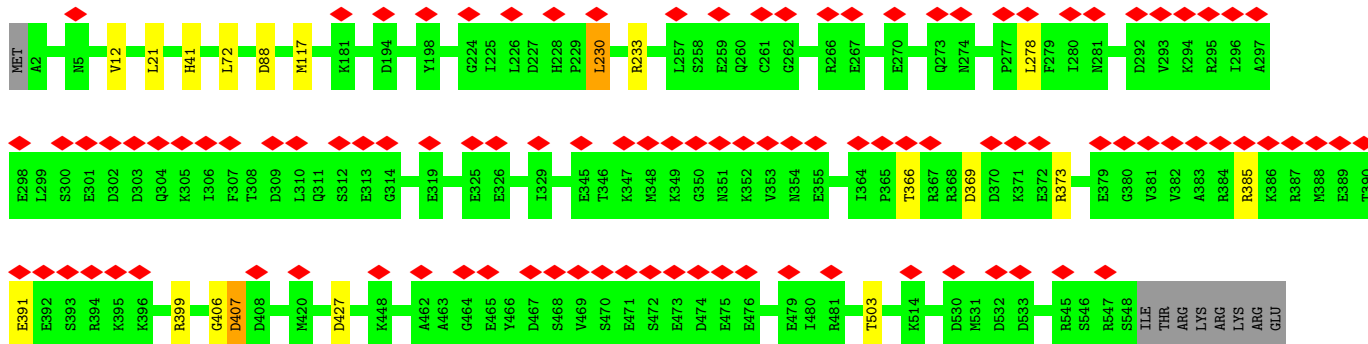 MET A2 N5 V12 L21 H41 L72 D88 M117 K181 D194 Y198 G224 I225 L226 D227 H228 P229 L230 R233 L257 S258 E259 Q260 C261 G262 R266 E267 E270 Q273 N274 P277 L278 F279 I280 N281 D292 V293 K294 R295 I296 A297
E298 L299 S300 E301 D302 D303 Q304 K305 I306 F307 T308 D309 L310 Q311 S312 E313 G314 E319 E325 E326 I329 E345 T346 K347 M348 K349 G350 N351 K352 V353 N354 E355 I364 P365 T366 R367 R368 D369 D370 K371 E372 R373 E379 G380 V381 V382 A383 R384 R385 K386 R387 M388 E389 T390
E391 E392 S393 R394 K395 K396 R399 G406 D407 D408 M420 D427 K448 A462 A463 G464 E465 Y466 D467 S468 V469 S470 E471 S472 E473 D474 E475 E476 E479 I480 R481 T503 K514 D530 M531 D532 D533 R545 S546 R547 S548 ILE THR ARG LYS ARG LYS ARG GLU